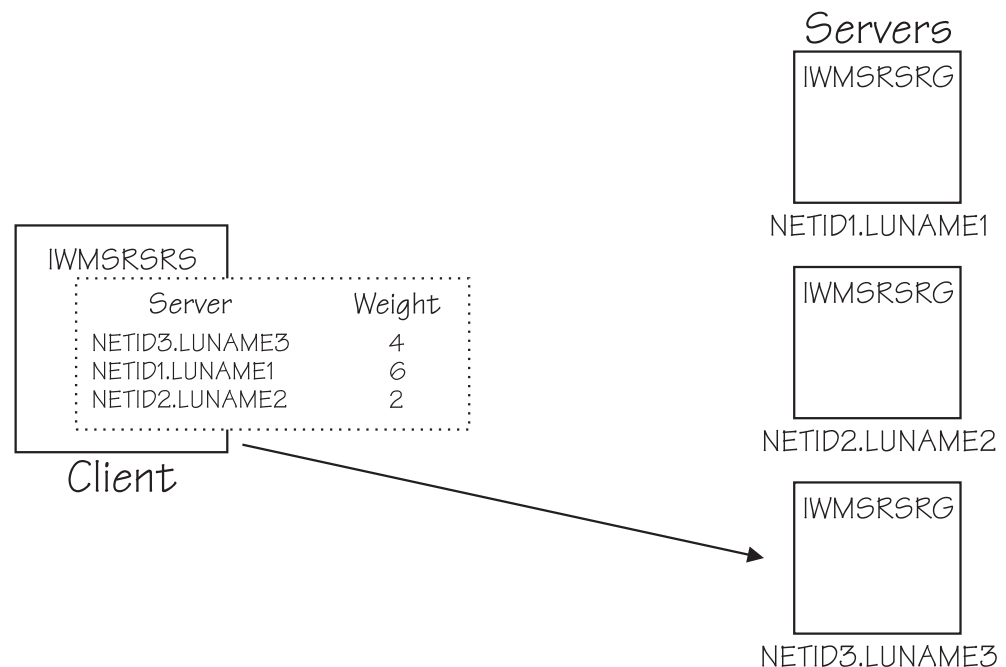 Servers
IWMSRSRG
NETID1.LUNAME1
IWMSRSRS
Server Weight
NETID3.LUNAME3 4
NETID1.LUNAME1 6
NETID2.LUNAME2 2
Client
IWMSRSRG
NETID2.LUNAME2
IWMSRSRG
NETID3.LUNAME3